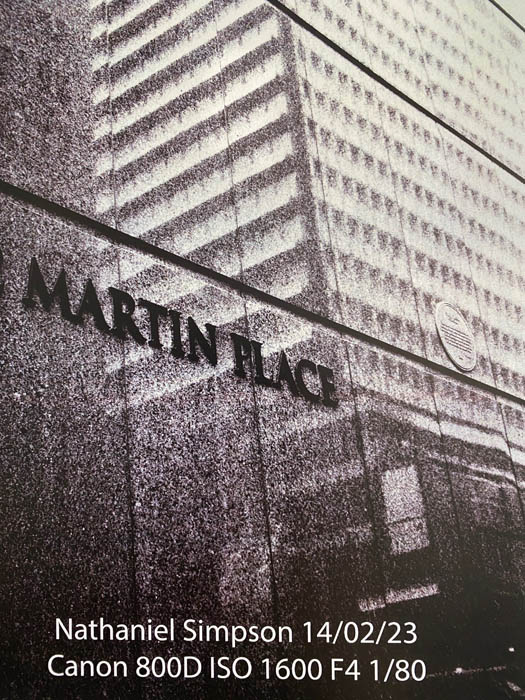 MARTIN PLACE
Nathaniel Simpson 14/02/23
Canon 800D ISO 1600 F4 1/80